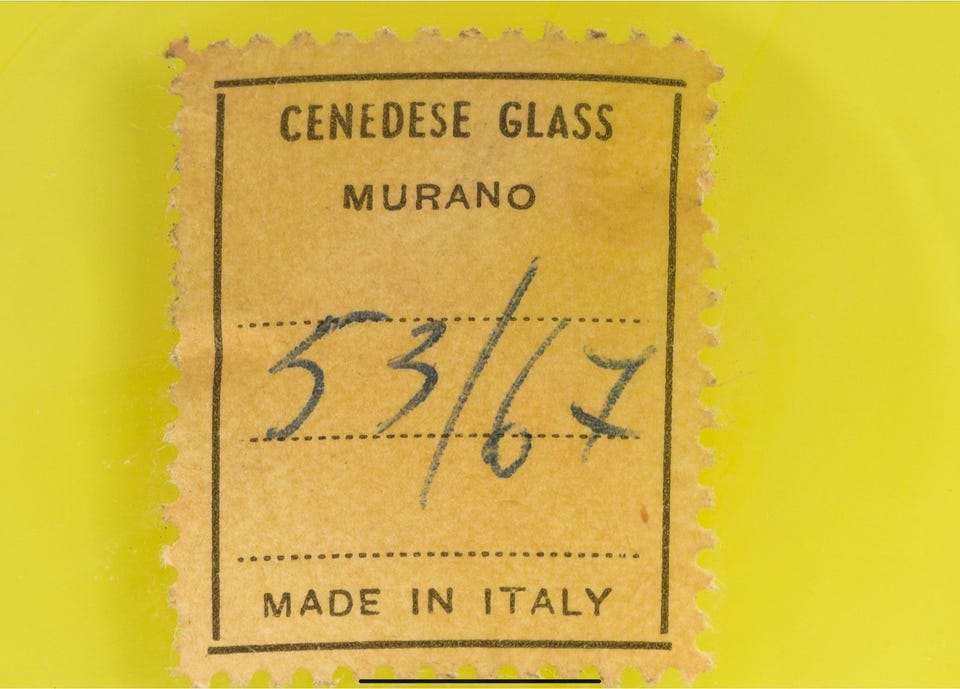 CENEDESE GLASS
MURANO
53/67
MADE IN ITALY